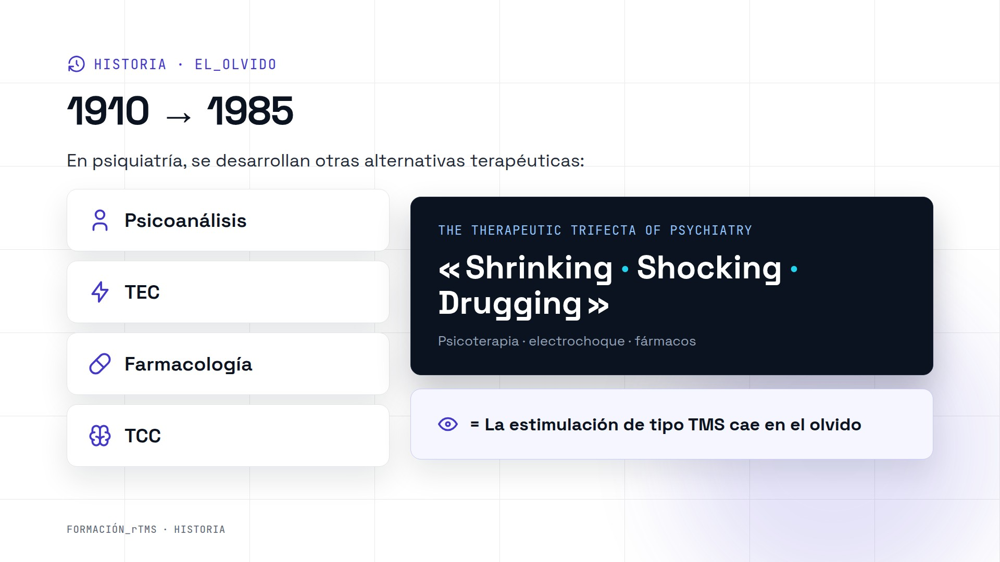 HISTORIA · EL_OLVIDO
1910 → 1985
En psiquiatría, se desarrollan otras alternativas terapéuticas:
Psicoanálisis
TEC
Farmacología
TCC
THE THERAPEUTIC TRIFECTA OF PSYCHIATRY
« Shrinking · Shocking ·
Drugging »
Psicoterapia · electrochoque · fármacos
= La estimulación de tipo TMS cae en el olvido
FORMACIÓN_rTMS · HISTORIA